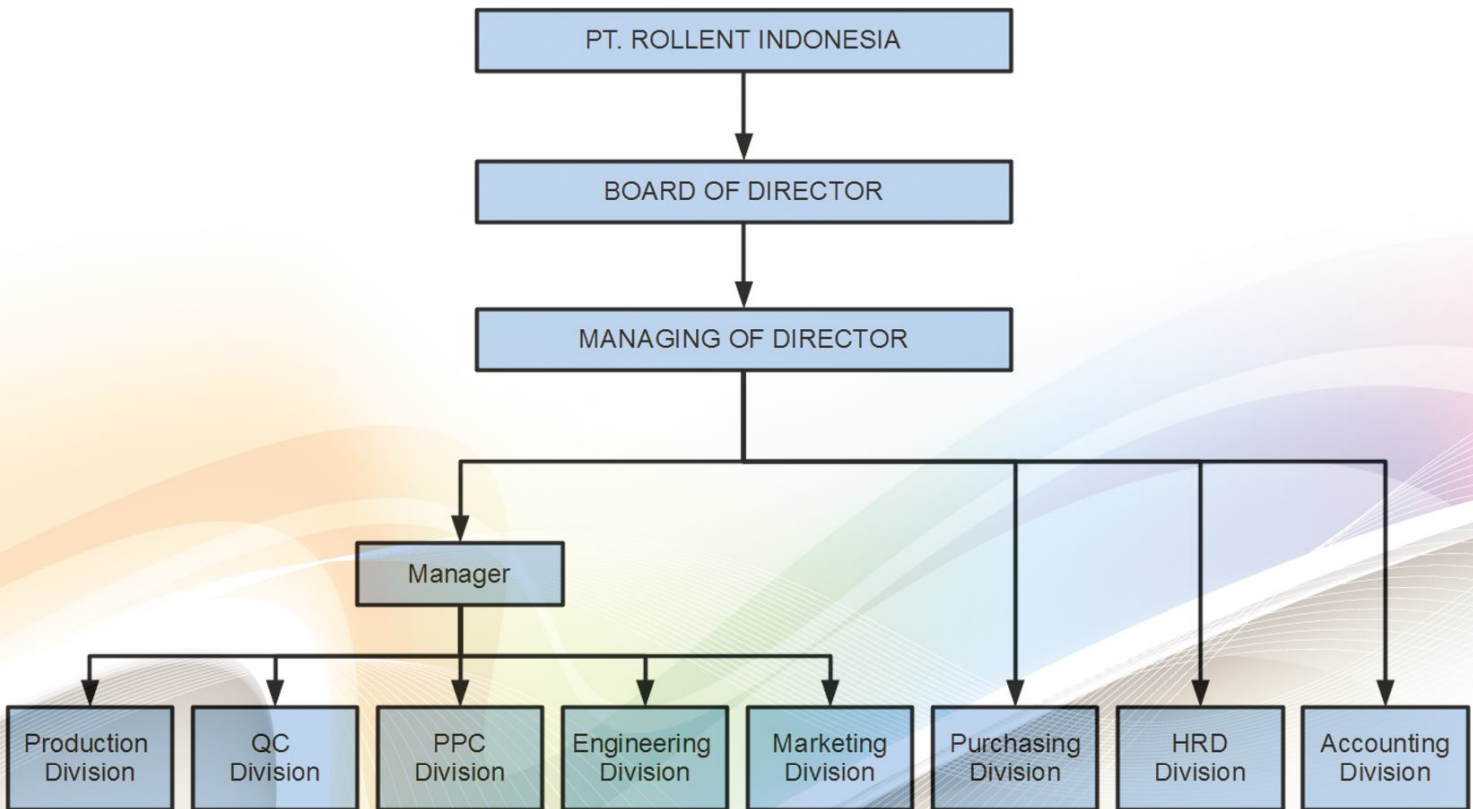 PT. ROLLENT INDONESIA
BOARD OF DIRECTOR
MANAGING OF DIRECTOR
Manager
Production
Division
QC
Division
PPC
Division
Engineering
Division
Marketing
Division
Purchasing
Division
HRD
Division
Accounting
Division